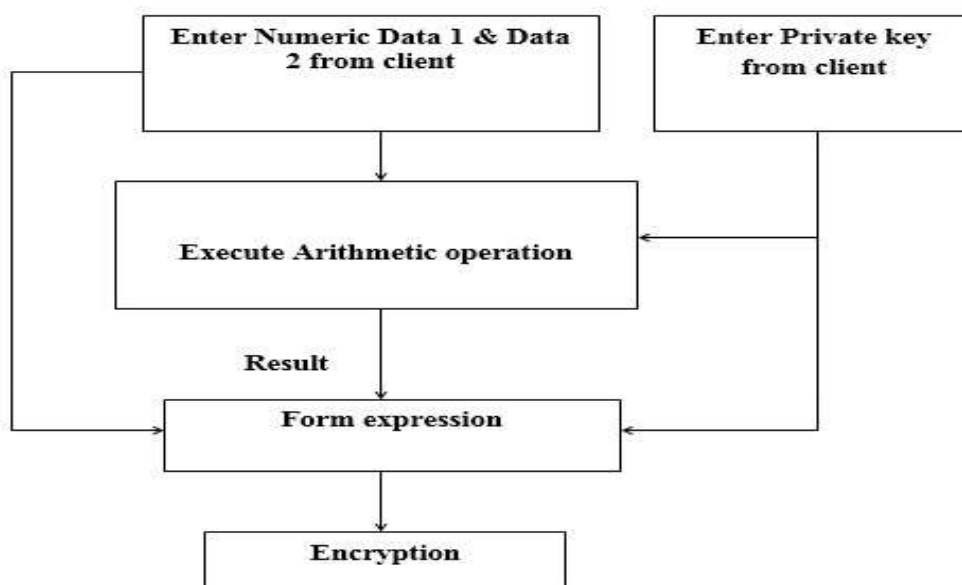 Enter Numeric Data 1 & Data
2 from client
Enter Private key
from client
Execute Arithmetic operation
Result
Form expression
Encryption